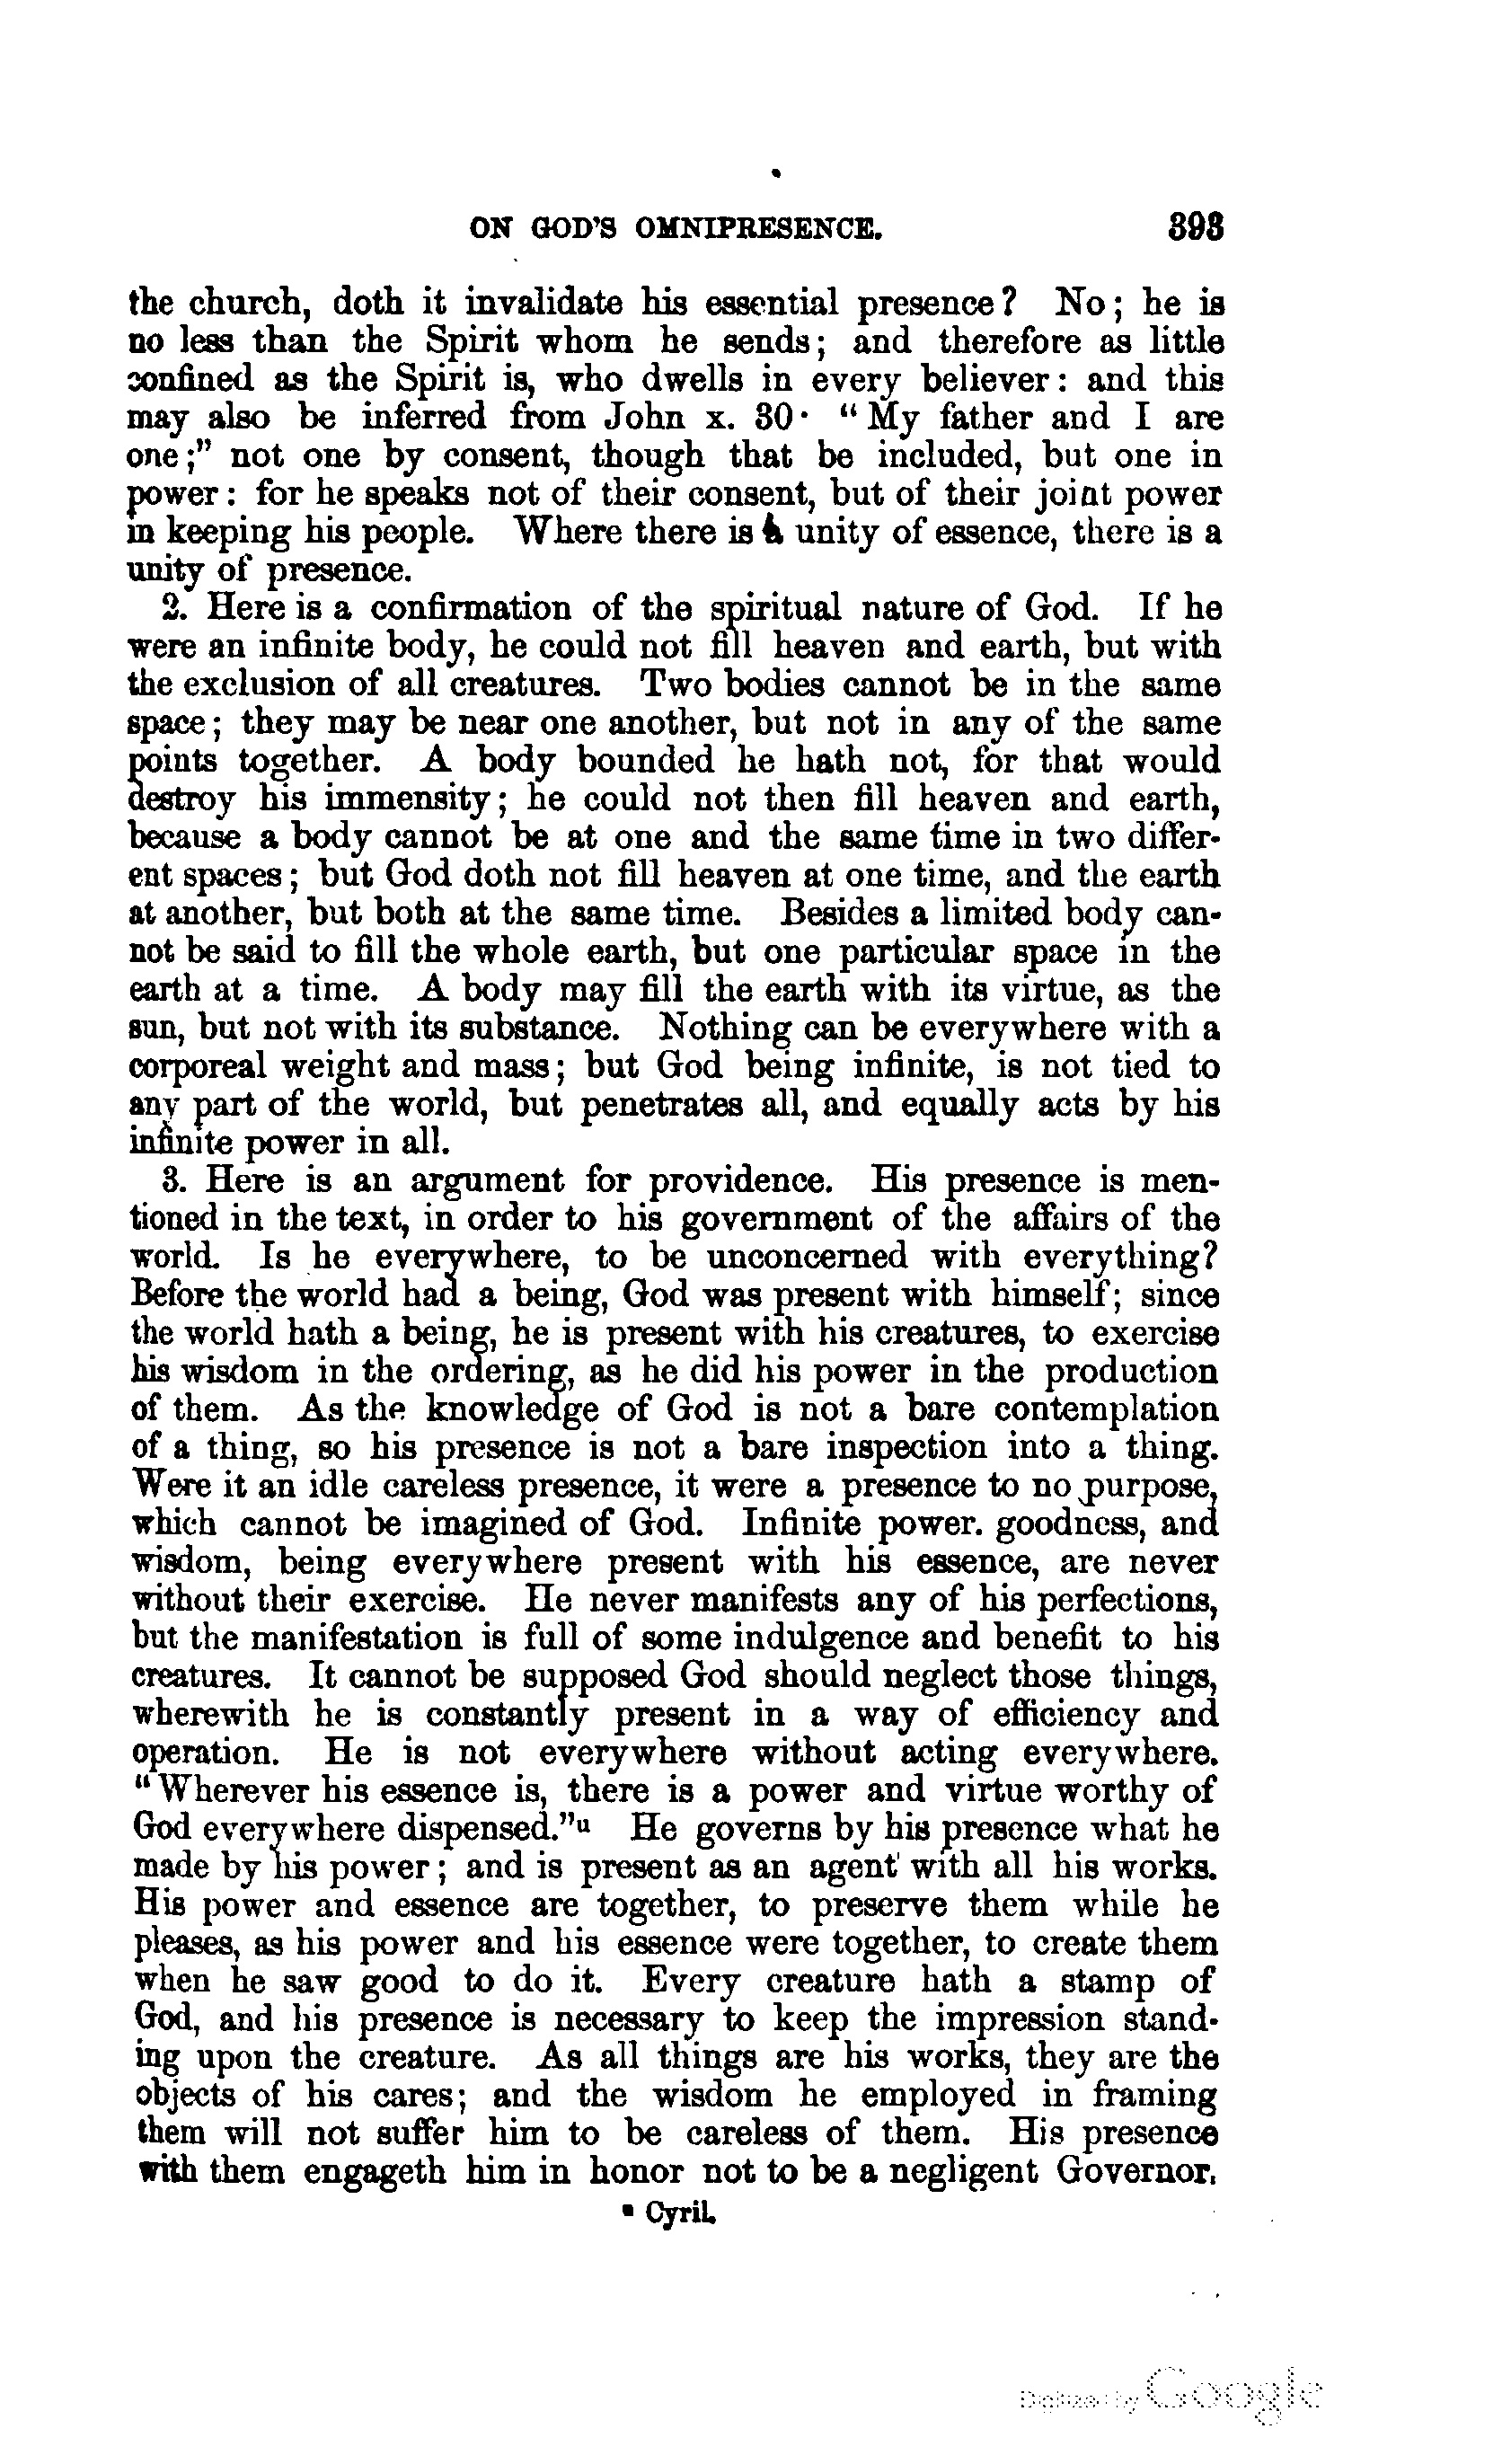 ON GOD'S OMNIPRESENCE. 393
the church, doth it invalidate his essential presence? No; he is
no less than the Spirit whom he sends; and therefore as little
confined as the Spirit is, who dwells in every believer: and this
may also be inferred from John x. 30· “My father and I are
one;” not one by consent, though that be included, but one in
power: for he speaks not of their consent, but of their joint power
in keeping his people. Where there is a unity of essence, there is a
unity of presence.
2. Here is a confirmation of the spiritual nature of God. If he
were an infinite body, he could not fill heaven and earth, but with
the exclusion of all creatures. Two bodies cannot be in the same
space; they may be near one another, but not in any of the same
points together. A body bounded he hath not, for that would
destroy his immensity; he could not then fill heaven and earth,
because a body cannot be at one and the same time in two differ-
ent spaces; but God doth not fill heaven at one time, and the earth
at another, but both at the same time. Besides a limited body can-
not be said to fill the whole earth, but one particular space in the
earth at a time. A body may fill the earth with its virtue, as the
sun, but not with its substance. Nothing can be everywhere with a
corporeal weight and mass; but God being infinite, is not tied to
any part of the world, but penetrates all, and equally acts by his
infinite power in all.
3. Here is an argument for providence. His presence is men-
tioned in the text, in order to his government of the affairs of the
world. Is he everywhere, to be unconcerned with everything?
Before the world had a being, God was present with himself; since
the world hath a being, he is present with his creatures, to exercise
his wisdom in the ordering, as he did his power in the production
of them. As the knowledge of God is not a bare contemplation
of a thing, so his presence is not a bare inspection into a thing.
Were it an idle careless presence, it were a presence to no purpose,
which cannot be imagined of God. Infinite power. goodness, and
wisdom, being everywhere present with his essence, are never
without their exercise. He never manifests any of his perfections,
but the manifestation is full of some indulgence and benefit to his
creatures. It cannot be supposed God should neglect those things,
wherewith he is constantly present in a way of efficiency and
operation. He is not everywhere without acting everywhere.
“Wherever his essence is, there is a power and virtue worthy of
God everywhere dispensed.”u He governs by his presence what he
made by his power; and is present as an agent with all his works.
His power and essence are together, to preserve them while he
pleases, as his power and his essence were together, to create them
when he saw good to do it. Every creature hath a stamp of
God, and his presence is necessary to keep the impression stand-
ing upon the creature. As all things are his works, they are the
objects of his cares; and the wisdom he employed in framing
them will not suffer him to be careless of them. His presence
with them engageth him in honor not to be a negligent Governor.
u Cyril.
Digitized by Google